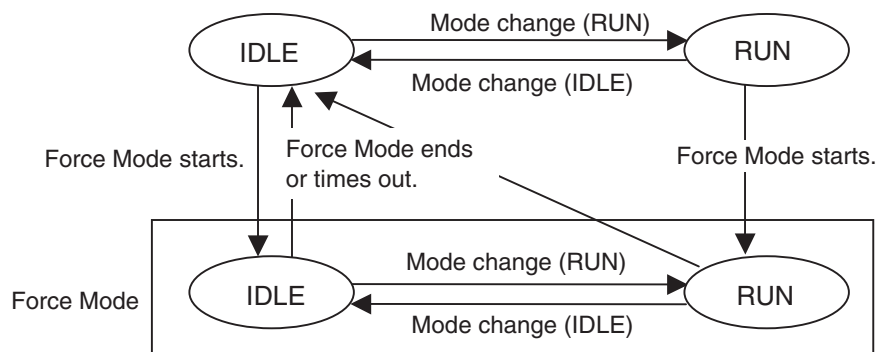 Mode change (RUN)
IDLE
RUN
Mode change (IDLE)
Force Mode starts.
Force Mode ends
or times out.
Force Mode starts.
Force Mode
IDLE
Mode change (RUN)
RUN
Mode change (IDLE)